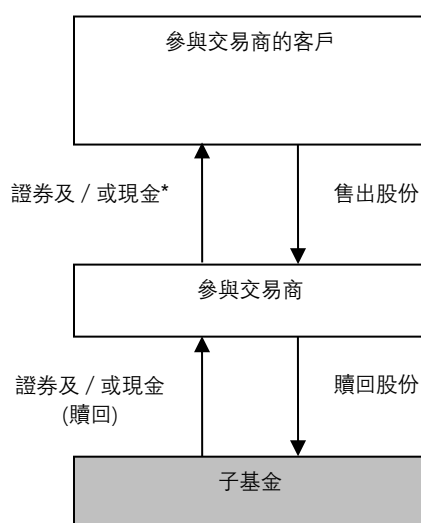 參與交易商的客戶
證券及 / 或現金*
售出股份
參與交易商
證券及 / 或現金
(贖回)
贖回股份
子基金